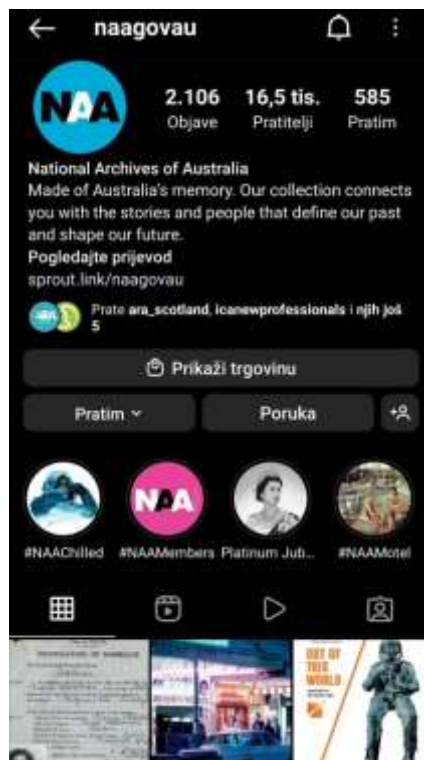 naagovau
NAA
2.106 16,5 tis. 585
Objave Pratitelji Pratim
National Archives of Australia
Made of Australia's memory. Our collection connects
you with the stories and people that define our past
and shape our future.
Pogledajte prijevod
sprout.link/naagovau
Prate ara_scotland, icanewprofessionals i njih još
5
Prikaži trgovinu
Pratim Poruka
NAA
#NAAChilled #NAAMembers Platinum Jub... #NAAMotel
OUT OF
THIS
WORLD